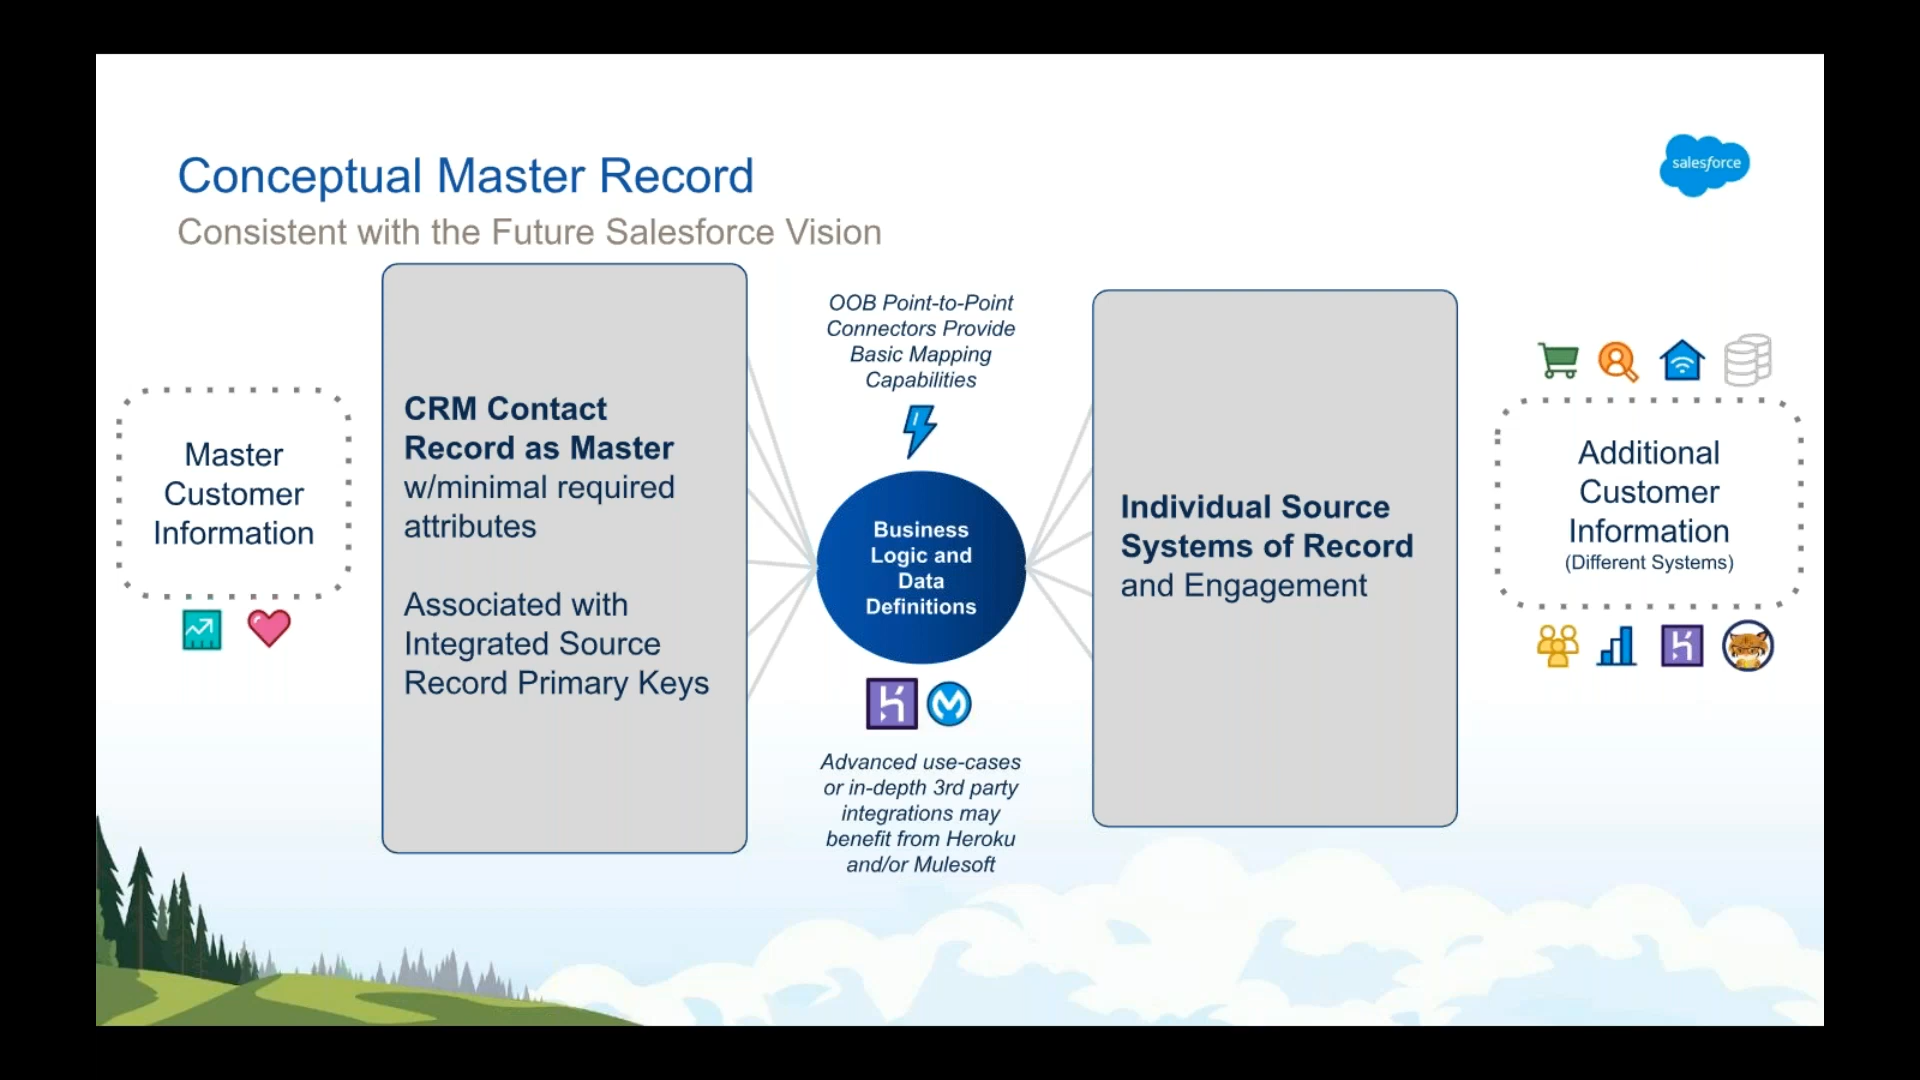 Conceptual Master Record
Consistent with the Future Salesforce Vision
salesforce
Master
Customer
Information
CRM Contact
Record as Master
w/minimal required
attributes
Associated with
Integrated Source
Record Primary Keys
OOB Point-to-Point
Connectors Provide
Basic Mapping
Capabilities
Business
Logic and
Data
Definitions
Advanced use-cases
or in-depth 3rd party
integrations may
benefit from Heroku
and/or Mulesoft
Individual Source
Systems of Record
and Engagement
Additional
Customer
Information
(Different Systems)